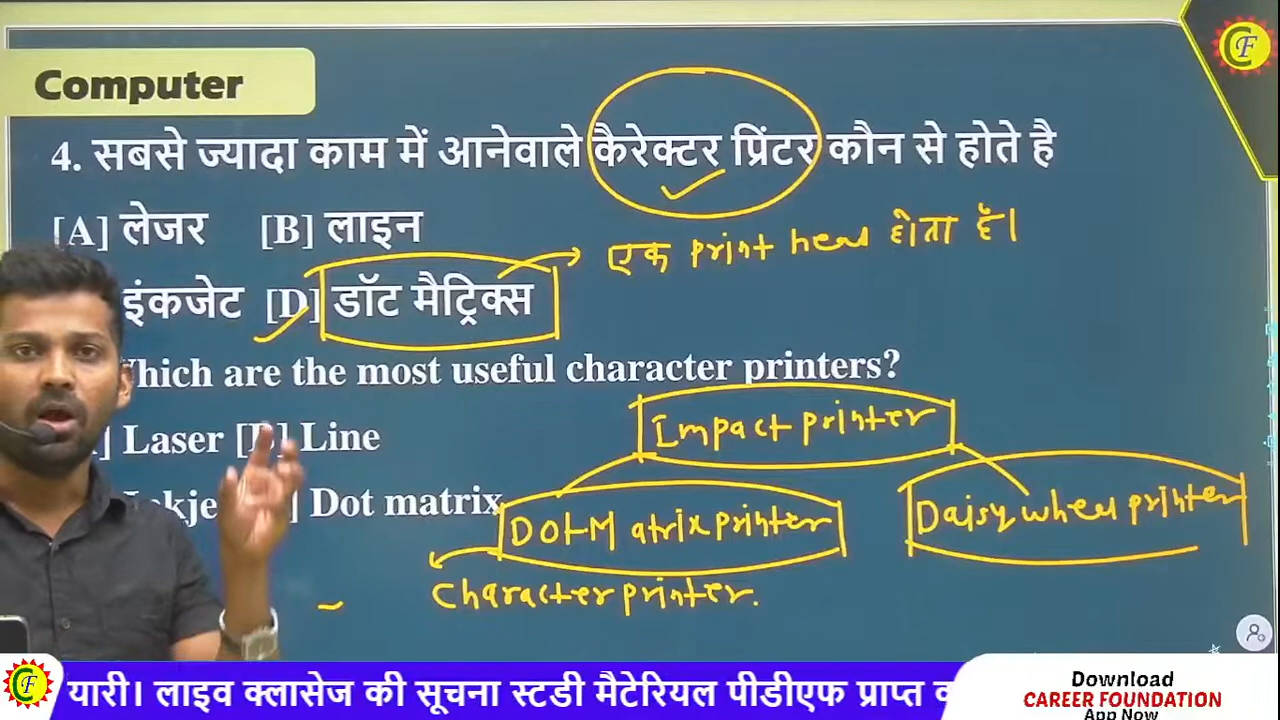 Computer
4. सबसे ज्यादा काम में आनेवाले कैरेक्टर प्रिंटर कौन से होते है
[A] लेजर [B] लाइन
एक print head होता है।
इंकजेट [D] डॉट मैट्रिक्स
Which are the most useful character printers?
] Laser [B] Line
Impact printer
] Dot matrix
Dot-Matrix printer
Daisy wheel printer
Character printer.
यारी। लाइव क्लासेज की सूचना स्टडी मैटेरियल पीडीएफ प्राप्त
Download
CAREER FOUNDATION
App Now